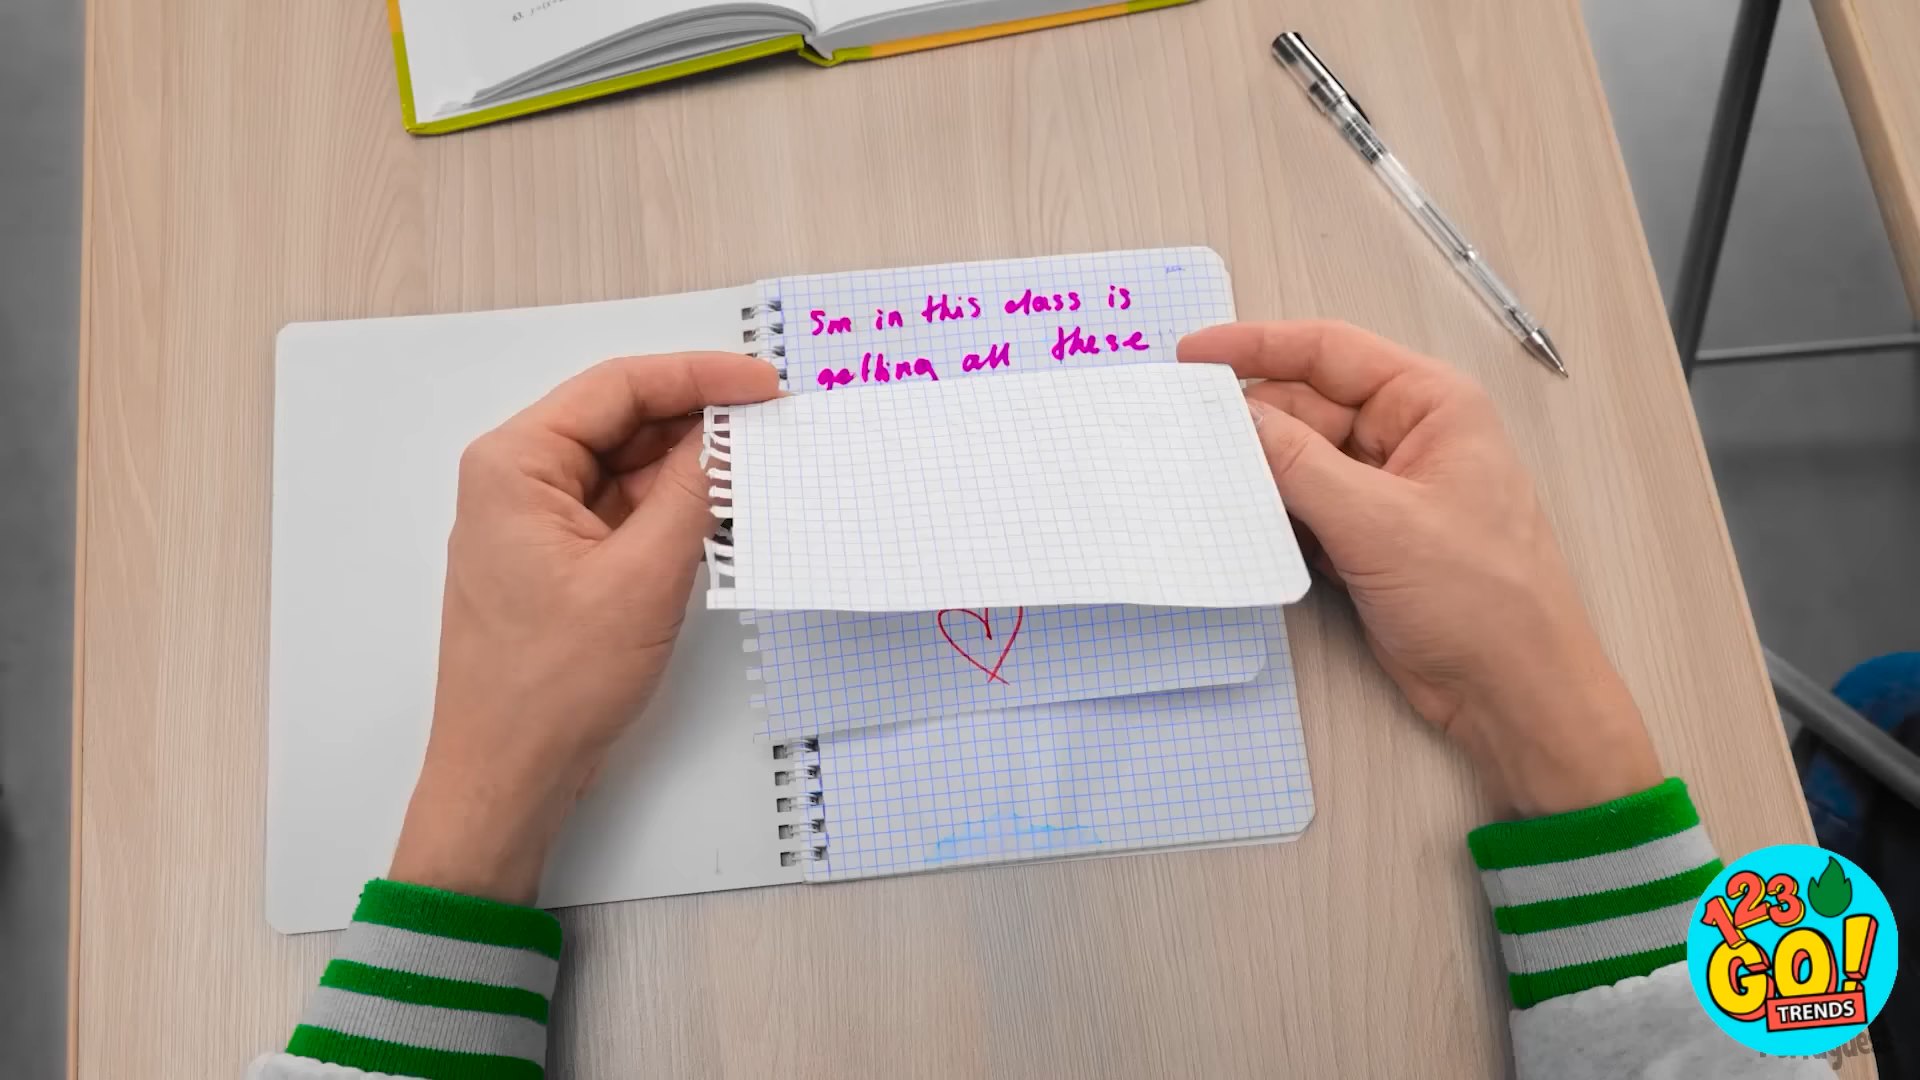 Sm in this class is
getting all these
123
GO!
TRENDS